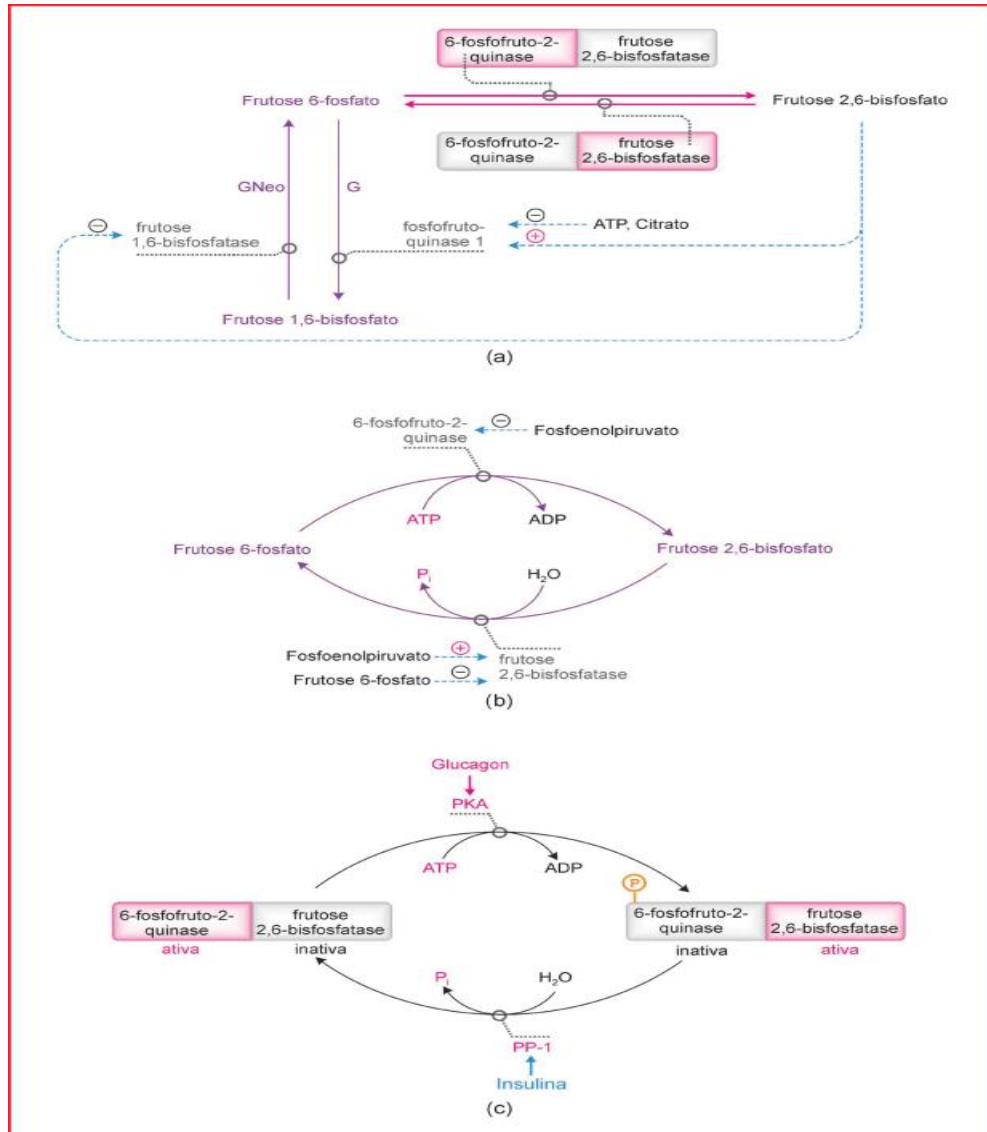 6-fosfofruto-2-
quinase
frutose
2,6-bisfosfatase
Frutose 6-fosfato
Frutose 2,6-bisfosfato
6-fosfofruto-2-
quinase
frutose
2,6-bisfosfatase
GNeo
G
−
frutose
1,6-bisfosfatase
fosfofruto-
quinase 1
−
ATP, Citrato
+
Frutose 1,6-bisfosfato
(a)
6-fosfofruto-2-
quinase
−
Fosfoenolpiruvato
ATP
ADP
Frutose 6-fosfato
Frutose 2,6-bisfosfato
Pi
H2O
Fosfoenolpiruvato
+
Frutose 6-fosfato
−
frutose
2,6-bisfosfatase
(b)
Glucagon
PKA
ATP
ADP
6-fosfofruto-2-
quinase
ativa
frutose
2,6-bisfosfatase
inativa
P
6-fosfofruto-2-
quinase
inativa
frutose
2,6-bisfosfatase
ativa
Pi
H2O
PP-1
Insulina
(c)